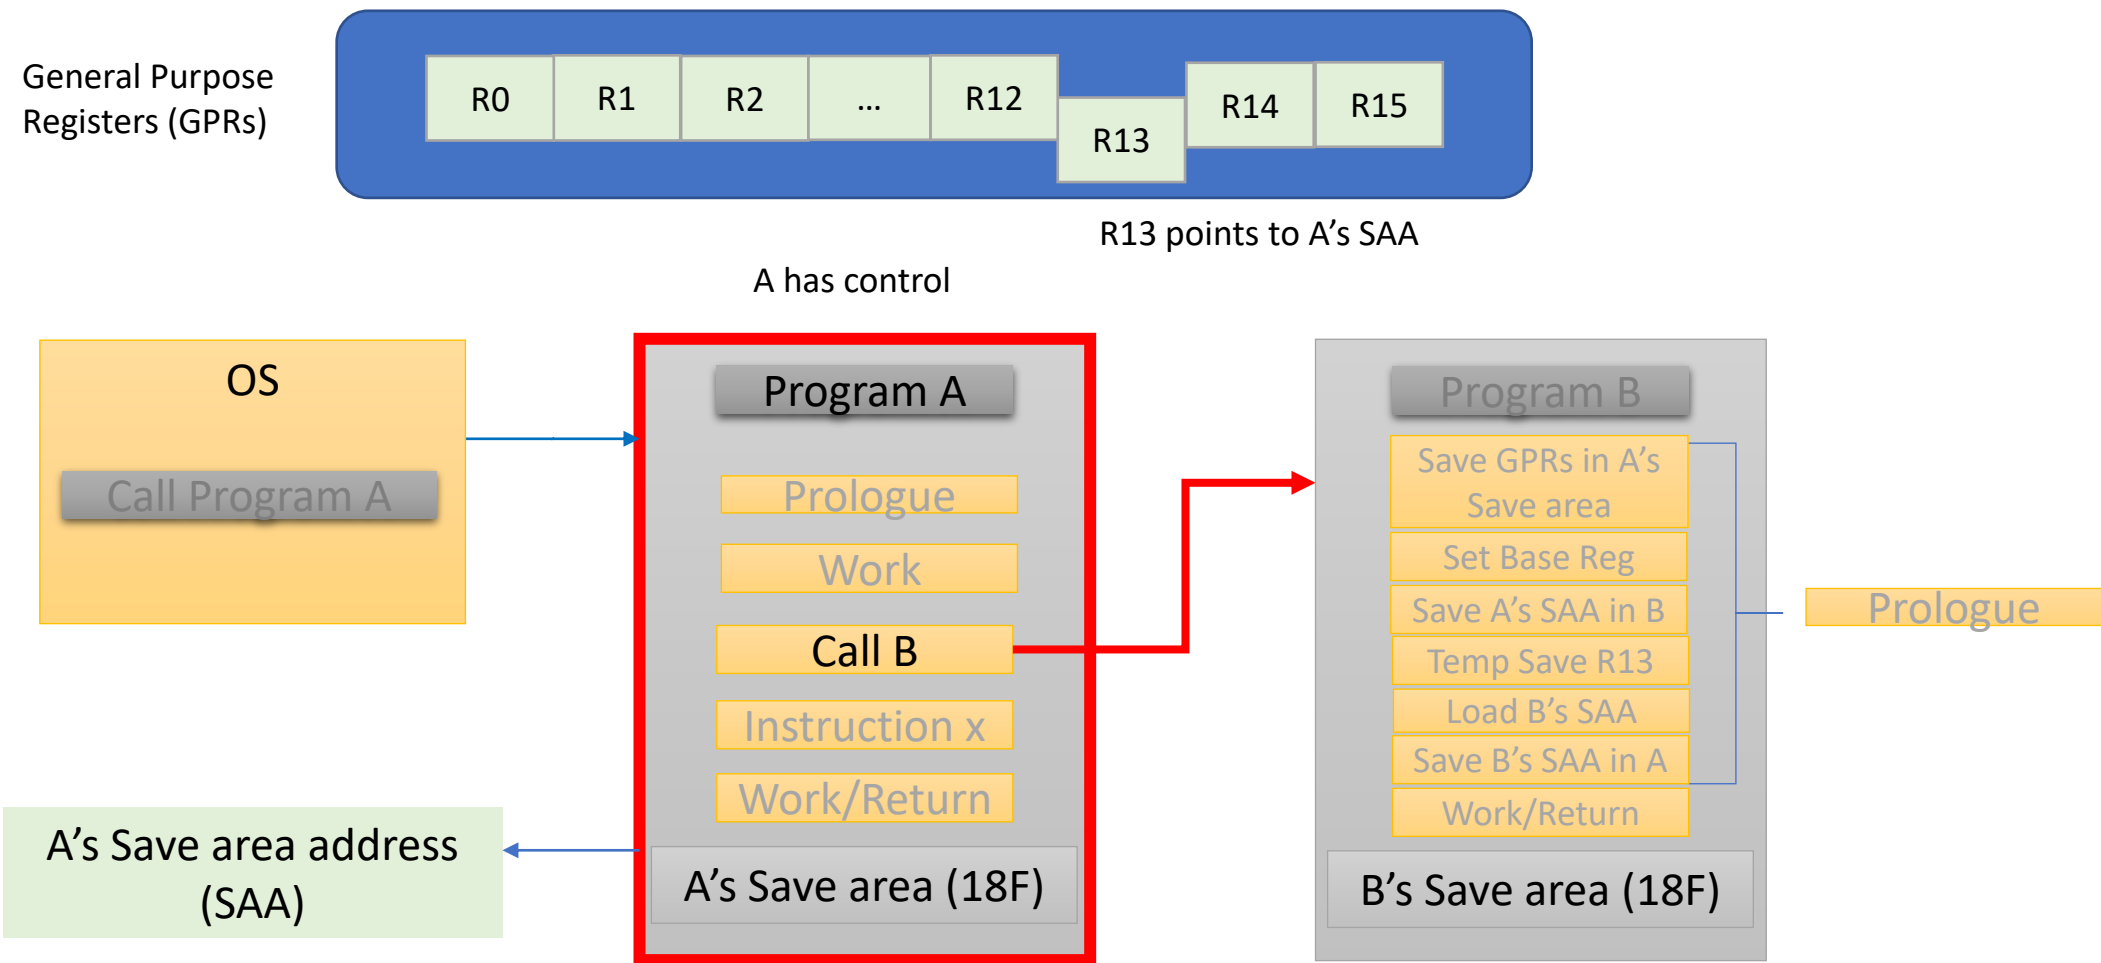 General Purpose
Registers (GPRs)
R0
R1
R2
...
R12
R13
R14
R15
R13 points to A’s SAA
A has control
OS
Call Program A
Program A
Prologue
Work
Call B
Instruction x
Work/Return
A’s Save area (18F)
A’s Save area address
(SAA)
Program B
Save GPRs in A’s
Save area
Set Base Reg
Save A’s SAA in B
Temp Save R13
Load B’s SAA
Save B’s SAA in A
Work/Return
B’s Save area (18F)
Prologue